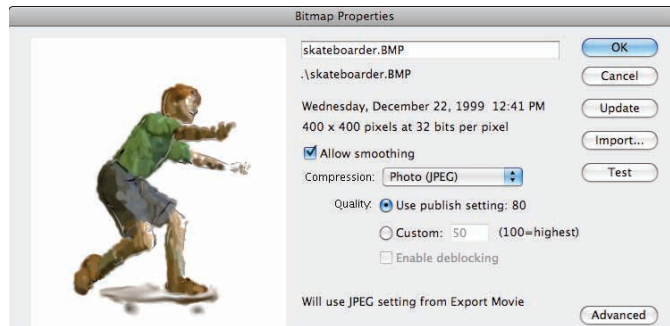 Bitmap Properties
skateboarder.BMP
OK
.\skateboarder.BMP
Cancel
Wednesday, December 22, 1999 12:41 PM
Update
400 x 400 pixels at 32 bits per pixel
Import...
Allow smoothing
Compression: Photo (JPEG)
Test
Quality: Use publish setting: 80
Custom: 50 (100=highest)
Enable deblocking
Will use JPEG setting from Export Movie
Advanced